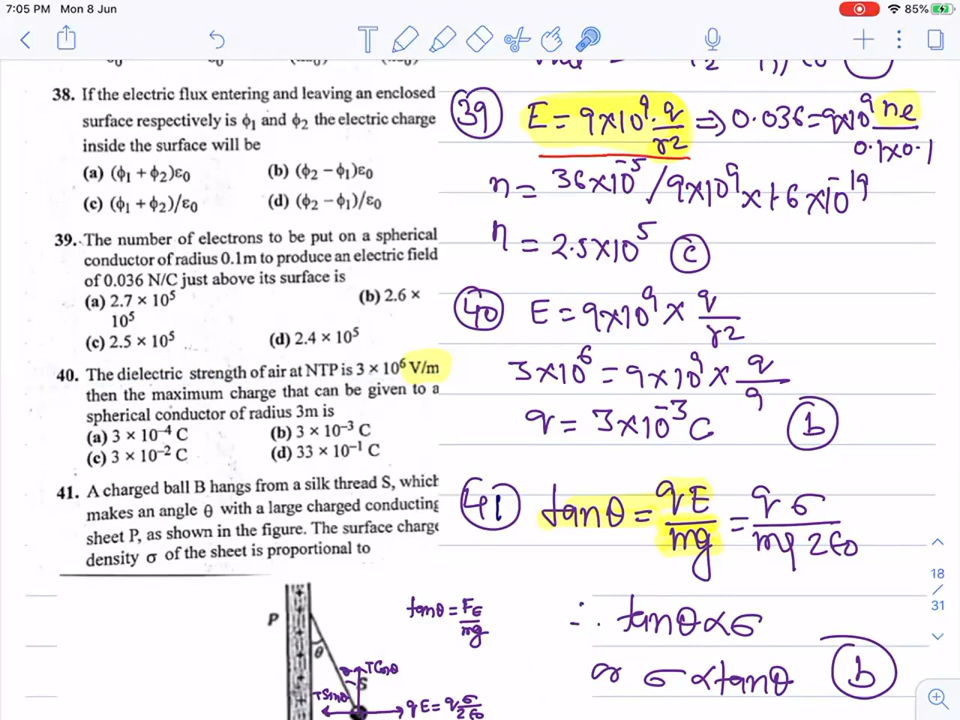 7:05 PM Mon 8 Jun
85%
38. If the electric flux entering and leaving an enclosed
surface respectively is ϕ1 and ϕ2 the electric charge
inside the surface will be
(a) (ϕ1 + ϕ2)ε0 (b) (ϕ2 – ϕ1)ε0
(c) (ϕ1 + ϕ2)/ε0 (d) (ϕ2 – ϕ1)/ε0
39. The number of electrons to be put on a spherical
conductor of radius 0.1m to produce an electric field
of 0.036 N/C just above its surface is
(a) 2.7 × 10^5 (b) 2.6 ×
10^5
(c) 2.5 × 10^5 (d) 2.4 × 10^5
40. The dielectric strength of air at NTP is 3 × 10^6 V/m
then the maximum charge that can be given to a
spherical conductor of radius 3m is
(a) 3 × 10^–4 C (b) 3 × 10^–3 C
(c) 3 × 10^–2 C (d) 33 × 10^–1 C
41. A charged ball B hangs from a silk thread S, which
makes an angle θ with a large charged conducting
sheet P, as shown in the figure. The surface charge
density σ of the sheet is proportional to
P
θ
S
tanθ = FE/mg
TCosθ
TSinθ
qE = qσ/2ε0
39 E = 9×10^9 . q/r2 ⇒ 0.036 = 9×10^9 ne/0.1×0.1
n = 36×10^-5 / 9×10^9 × 1.6×10^-19
n = 2.5×10^5 (c)
40 E = 9×10^9 × q/r2
3×10^6 = 9×10^9 × q/9
q = 3×10^-3 C (b)
41 tanθ = qE/mg = qσ/mg 2ε0
∴ tanθ ∝ σ
or σ ∝ tanθ (b)
18
/
31